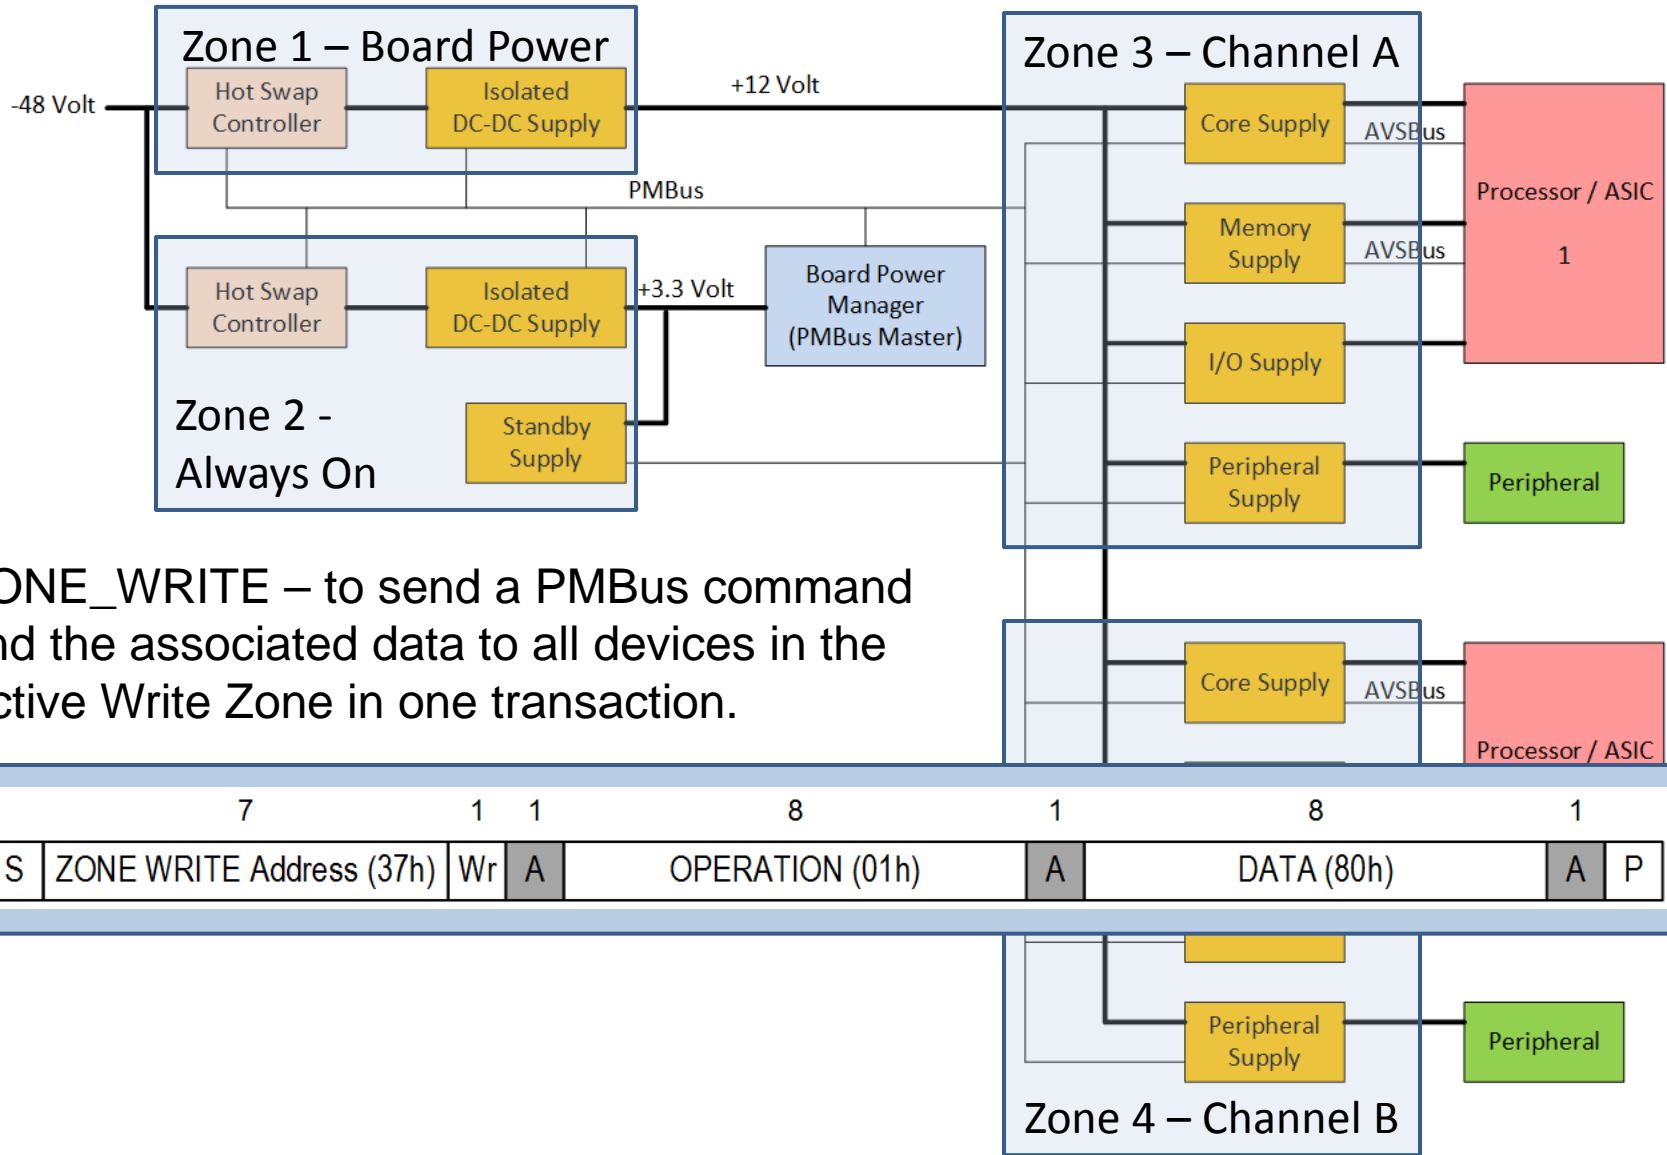 Zone 1 – Board Power
-48 Volt
Hot Swap
Controller
Isolated
DC-DC Supply
+12 Volt
PMBus
Hot Swap
Controller
Isolated
DC-DC Supply
+3.3 Volt
Board Power
Manager
(PMBus Master)
Zone 2 -
Always On
Standby
Supply
Zone 3 – Channel A
Core Supply
AVSBus
Memory
Supply
AVSBus
I/O Supply
Peripheral
Supply
Processor / ASIC
1
Peripheral
ONE_WRITE – to send a PMBus command
nd the associated data to all devices in the
ctive Write Zone in one transaction.
Core Supply
AVSBus
Processor / ASIC
7 1 1 8 1 8 1
S ZONE WRITE Address (37h) Wr A OPERATION (01h) A DATA (80h) A P
Peripheral
Supply
Peripheral
Zone 4 – Channel B